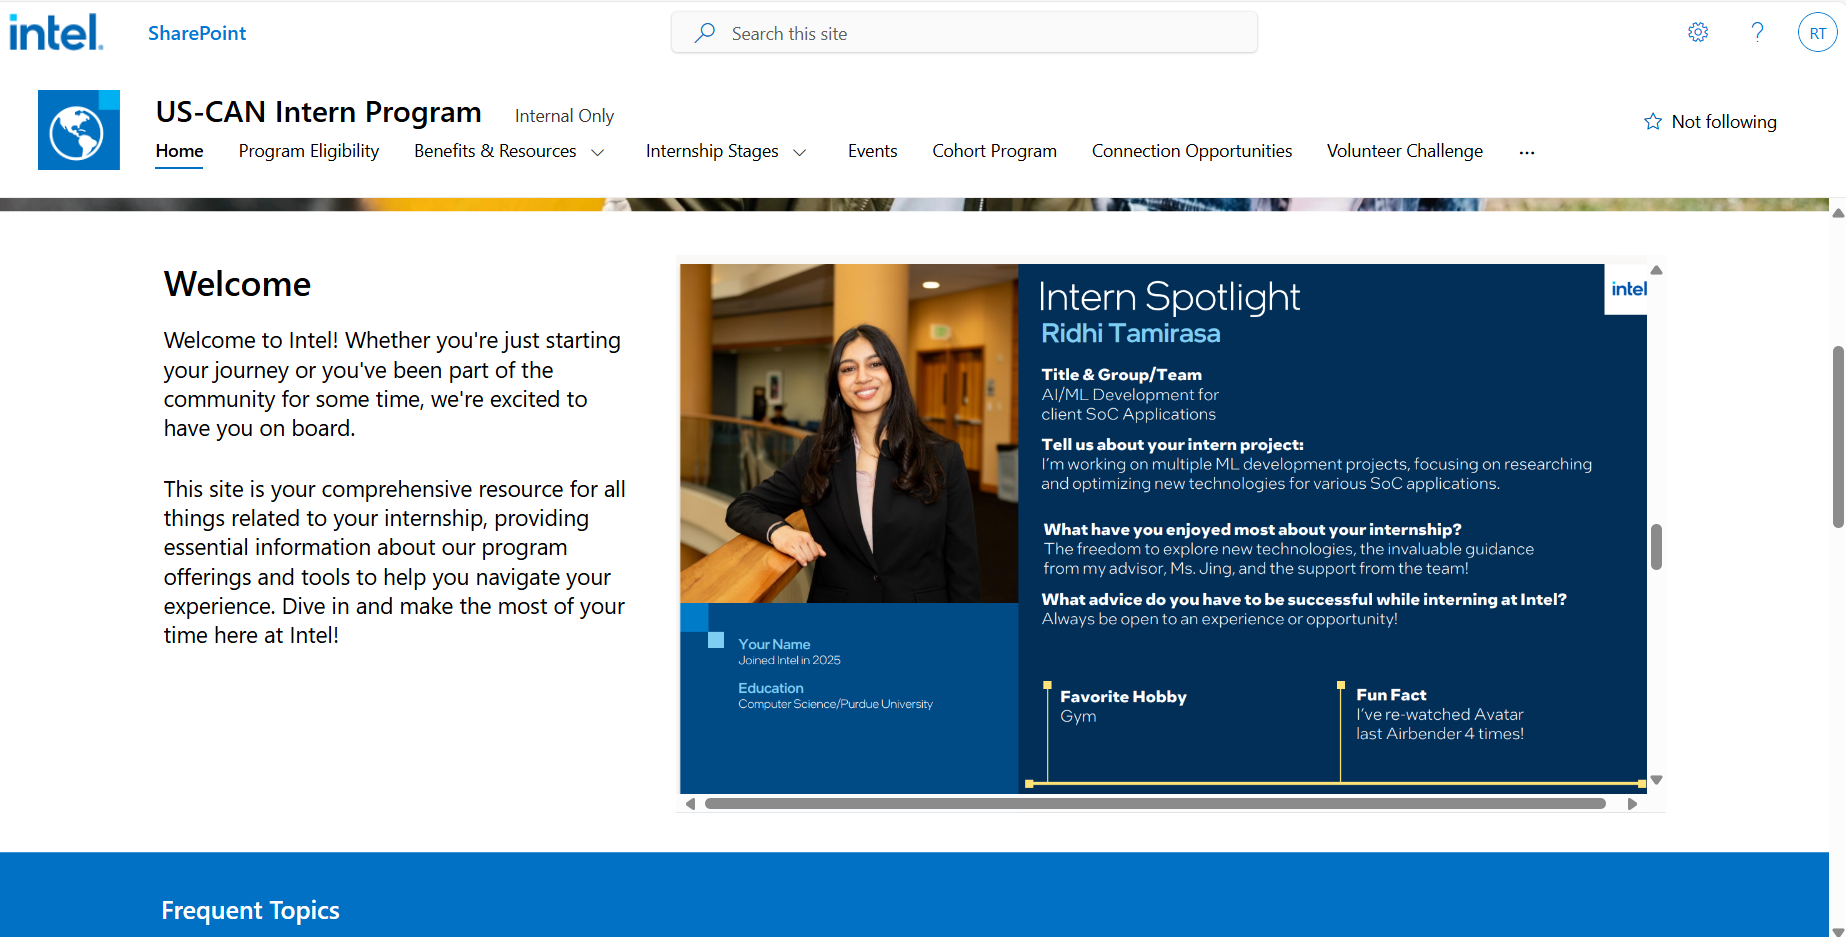 intel.
SharePoint
Search this site
RT
US-CAN Intern Program
Internal Only
Not following
Home
Program Eligibility
Benefits & Resources
Internship Stages
Events
Cohort Program
Connection Opportunities
Volunteer Challenge
...
Welcome
Welcome to Intel! Whether you're just starting
your journey or you've been part of the
community for some time, we're excited to
have you on board.
This site is your comprehensive resource for all
things related to your internship, providing
essential information about our program
offerings and tools to help you navigate your
experience. Dive in and make the most of your
time here at Intel!
Intern Spotlight
intel
Ridhi Tamirasa
Title & Group/Team
AI/ML Development for
client SoC Applications
Tell us about your intern project:
I'm working on multiple ML development projects, focusing on researching
and optimizing new technologies for various SoC applications.
What have you enjoyed most about your internship?
The freedom to explore new technologies, the invaluable guidance
from my advisor, Ms. Jing, and the support from the team!
What advice do you have to be successful while interning at Intel?
Always be open to an experience or opportunity!
Your Name
Joined Intel in 2025
Education
Computer Science/Purdue University
Favorite Hobby
Gym
Fun Fact
I've re-watched Avatar
last Airbender 4 times!
Frequent Topics